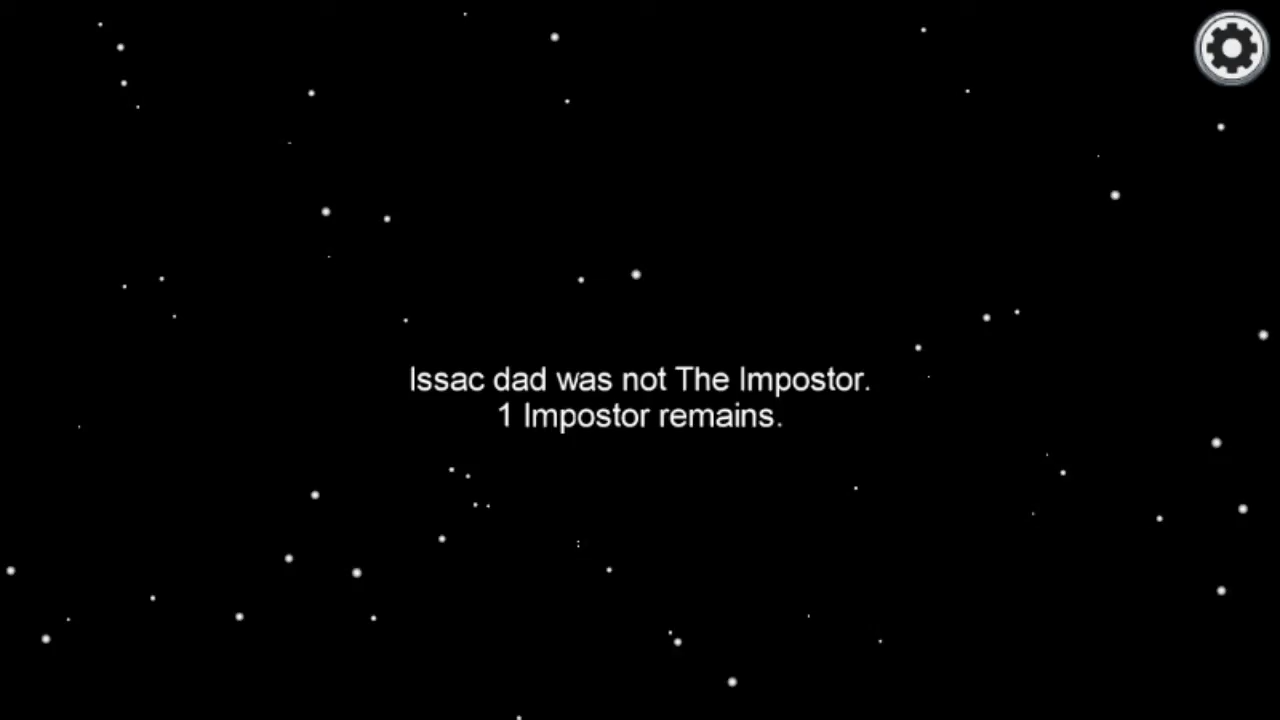 Issac dad was not The Impostor.
1 Impostor remains.